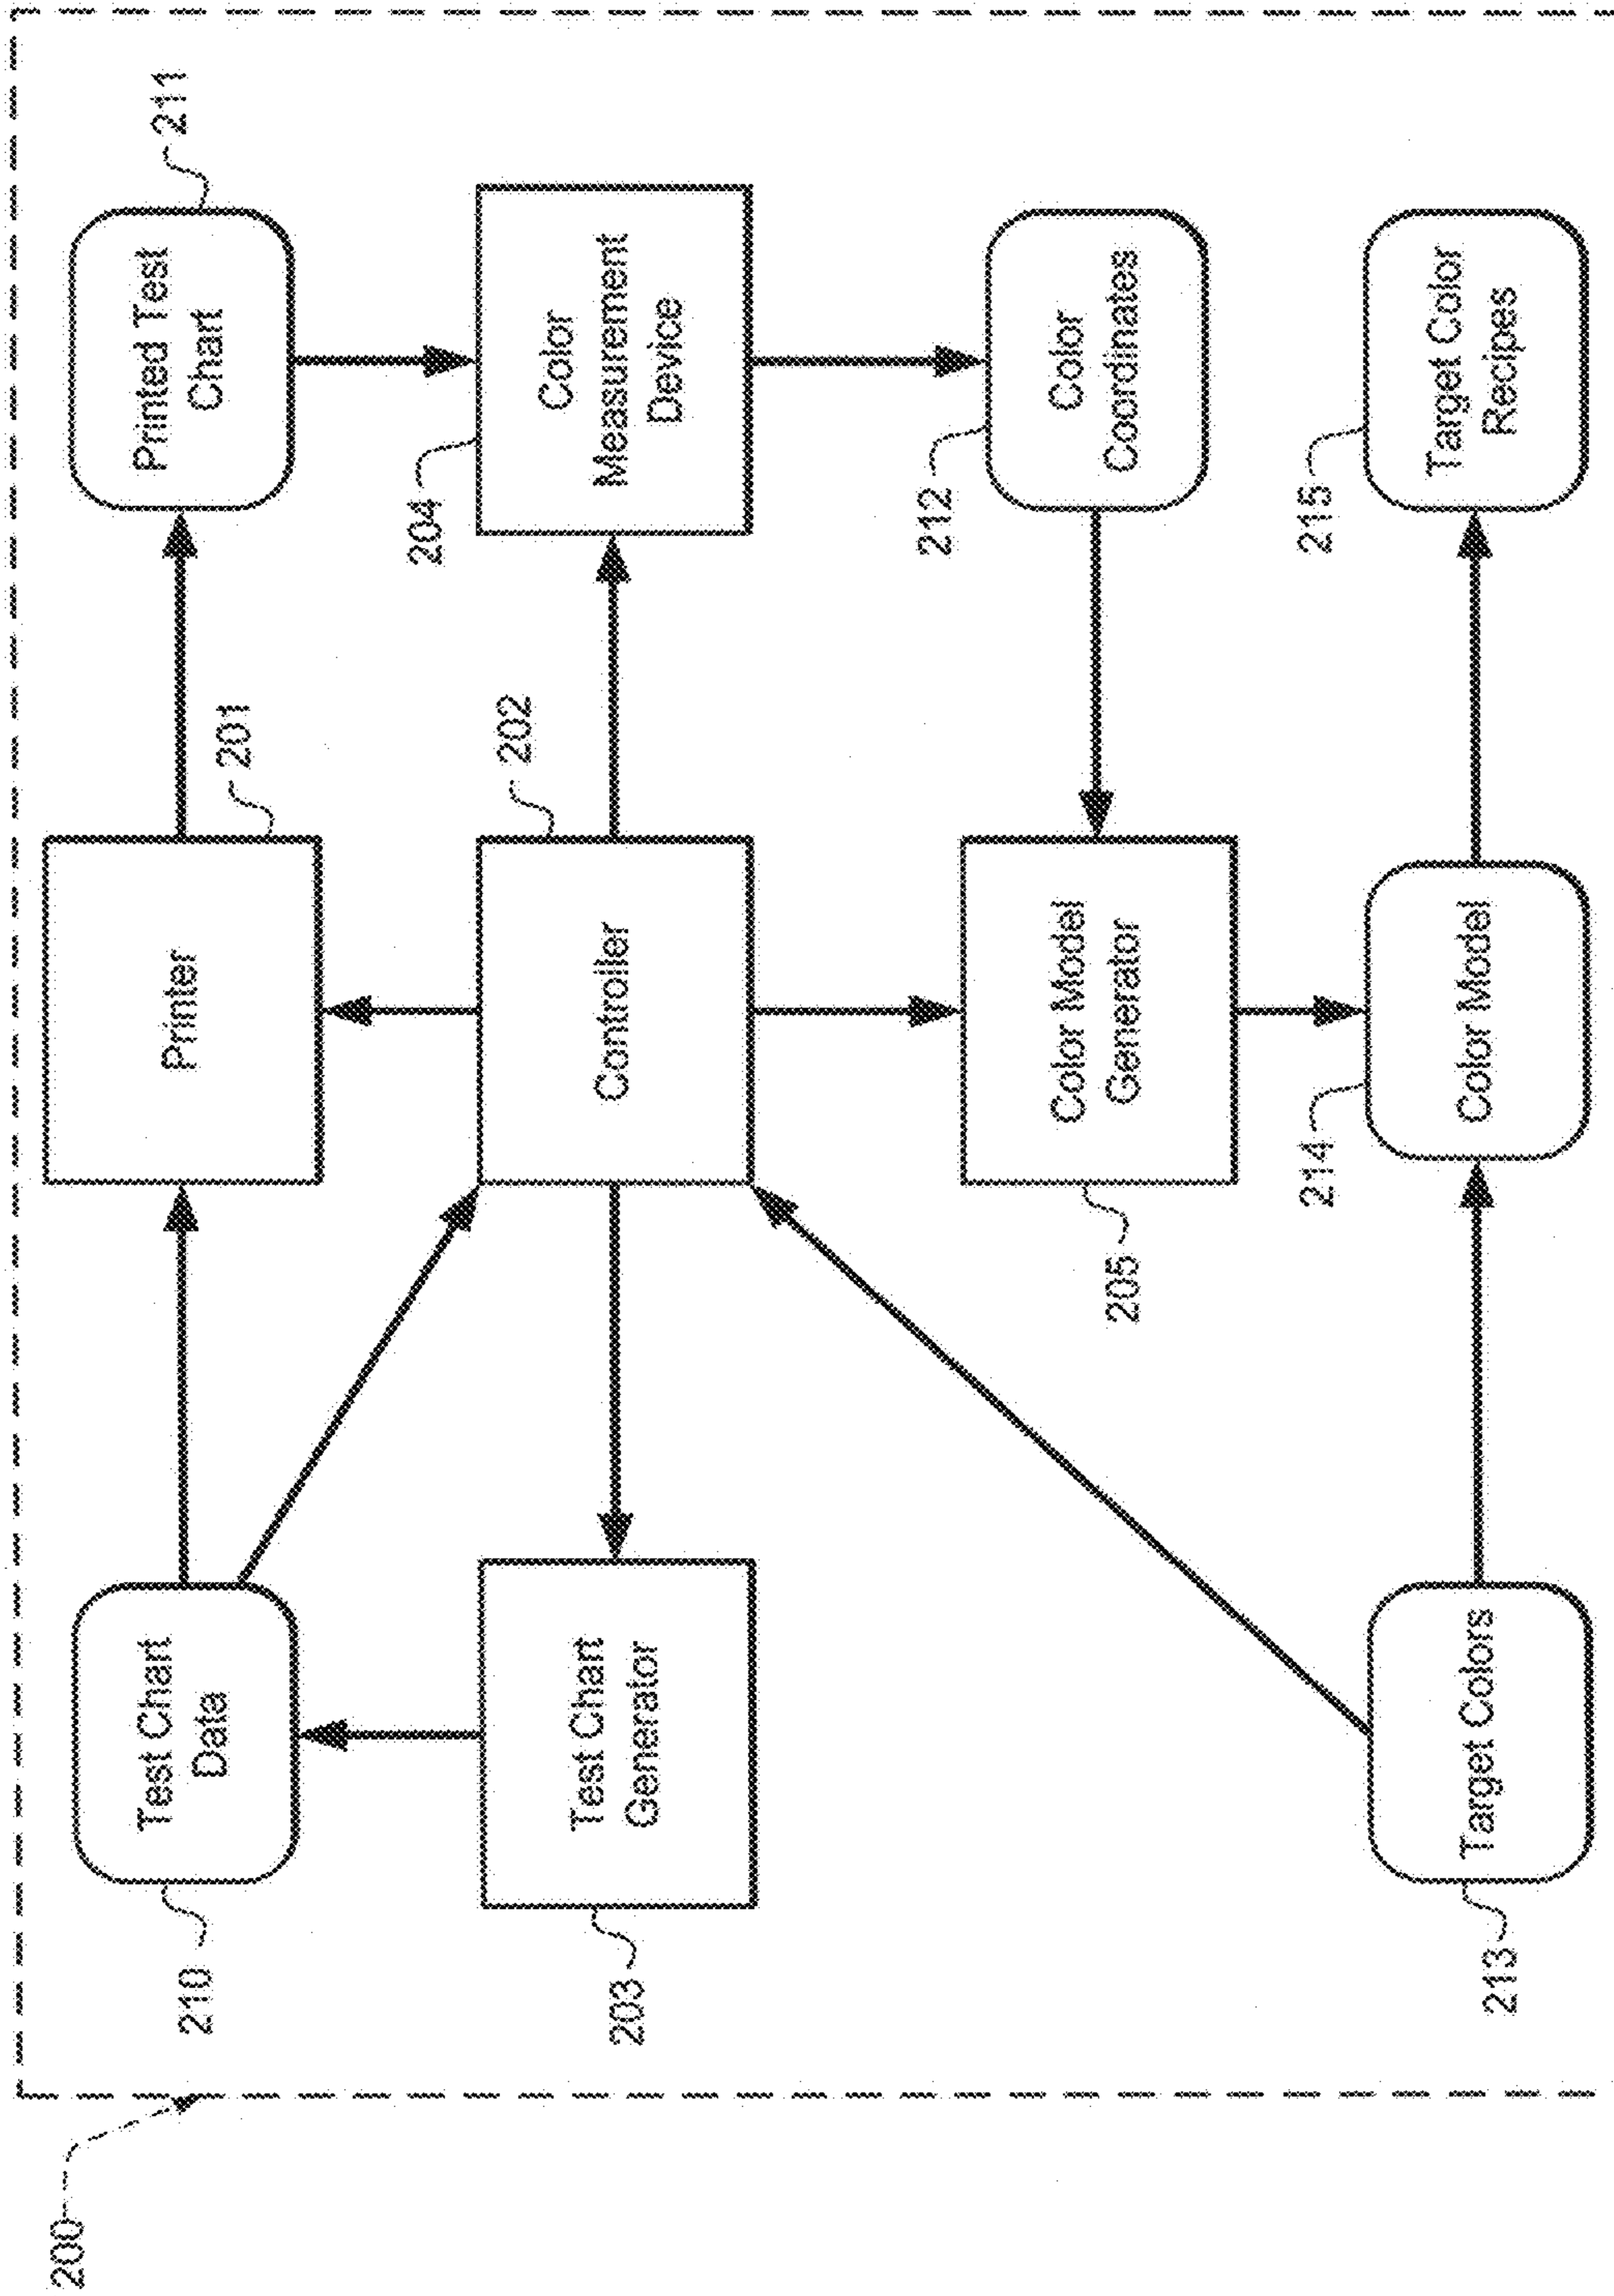 200
210
Test Chart
Data
Printer
201
Printed Test
Chart
211
203
Test Chart
Generator
Controller
202
204
Color
Measurement
Device
205
Color Model
Generator
212
Color
Coordinates
213
Target Colors
214
Color Model
215
Target Color
Recipes